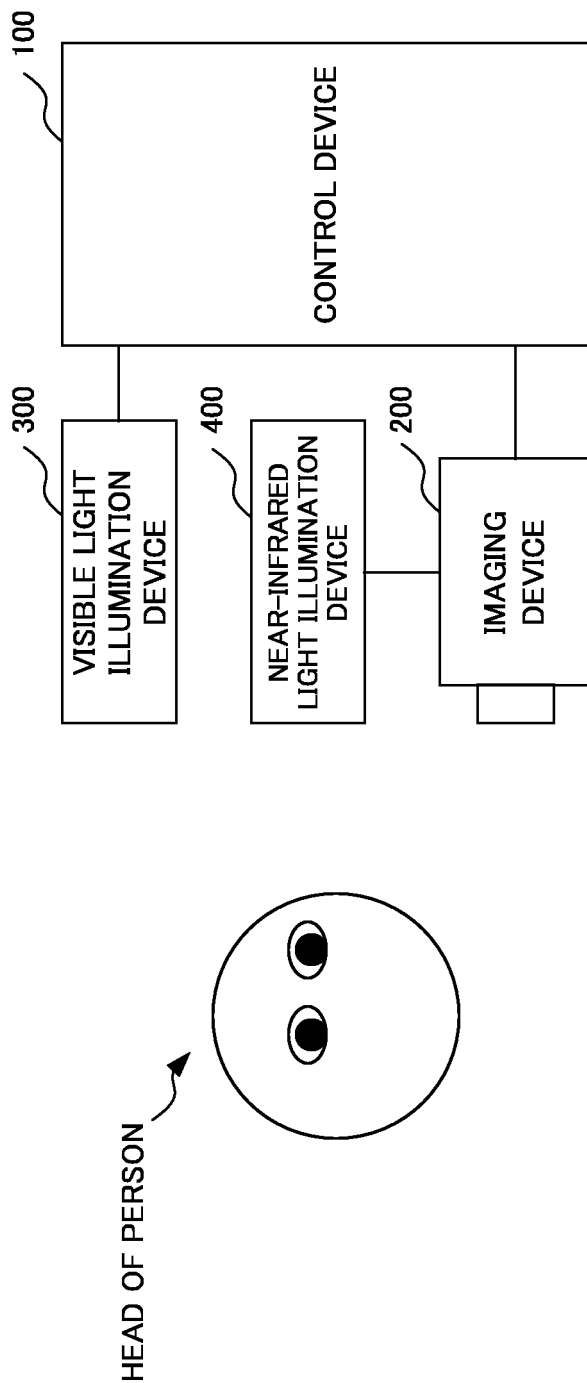 HEAD OF PERSON
300
VISIBLE LIGHT
ILLUMINATION
DEVICE
400
NEAR-INFRARED
LIGHT ILLUMINATION
DEVICE
200
IMAGING
DEVICE
100
CONTROL DEVICE